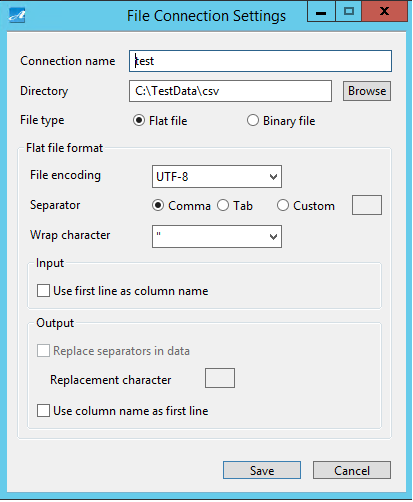 File Connection Settings
Connection name test
Directory C:\TestData\csv Browse
File type Flat file Binary file
Flat file format
File encoding UTF-8
Separator Comma Tab Custom
Wrap character "
Input
Use first line as column name
Output
Replace separators in data
Replacement character
Use column name as first line
Save Cancel